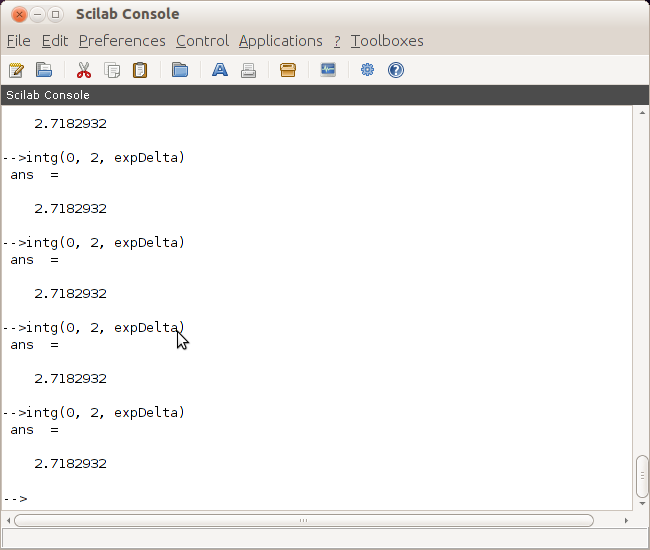 Scilab Console
File Edit Preferences Control Applications ? Toolboxes
Scilab Console
2.7182932
-->intg(0, 2, expDelta)
ans =
2.7182932
-->intg(0, 2, expDelta)
ans =
2.7182932
-->intg(0, 2, expDelta)
ans =
2.7182932
-->intg(0, 2, expDelta)
ans =
2.7182932
-->